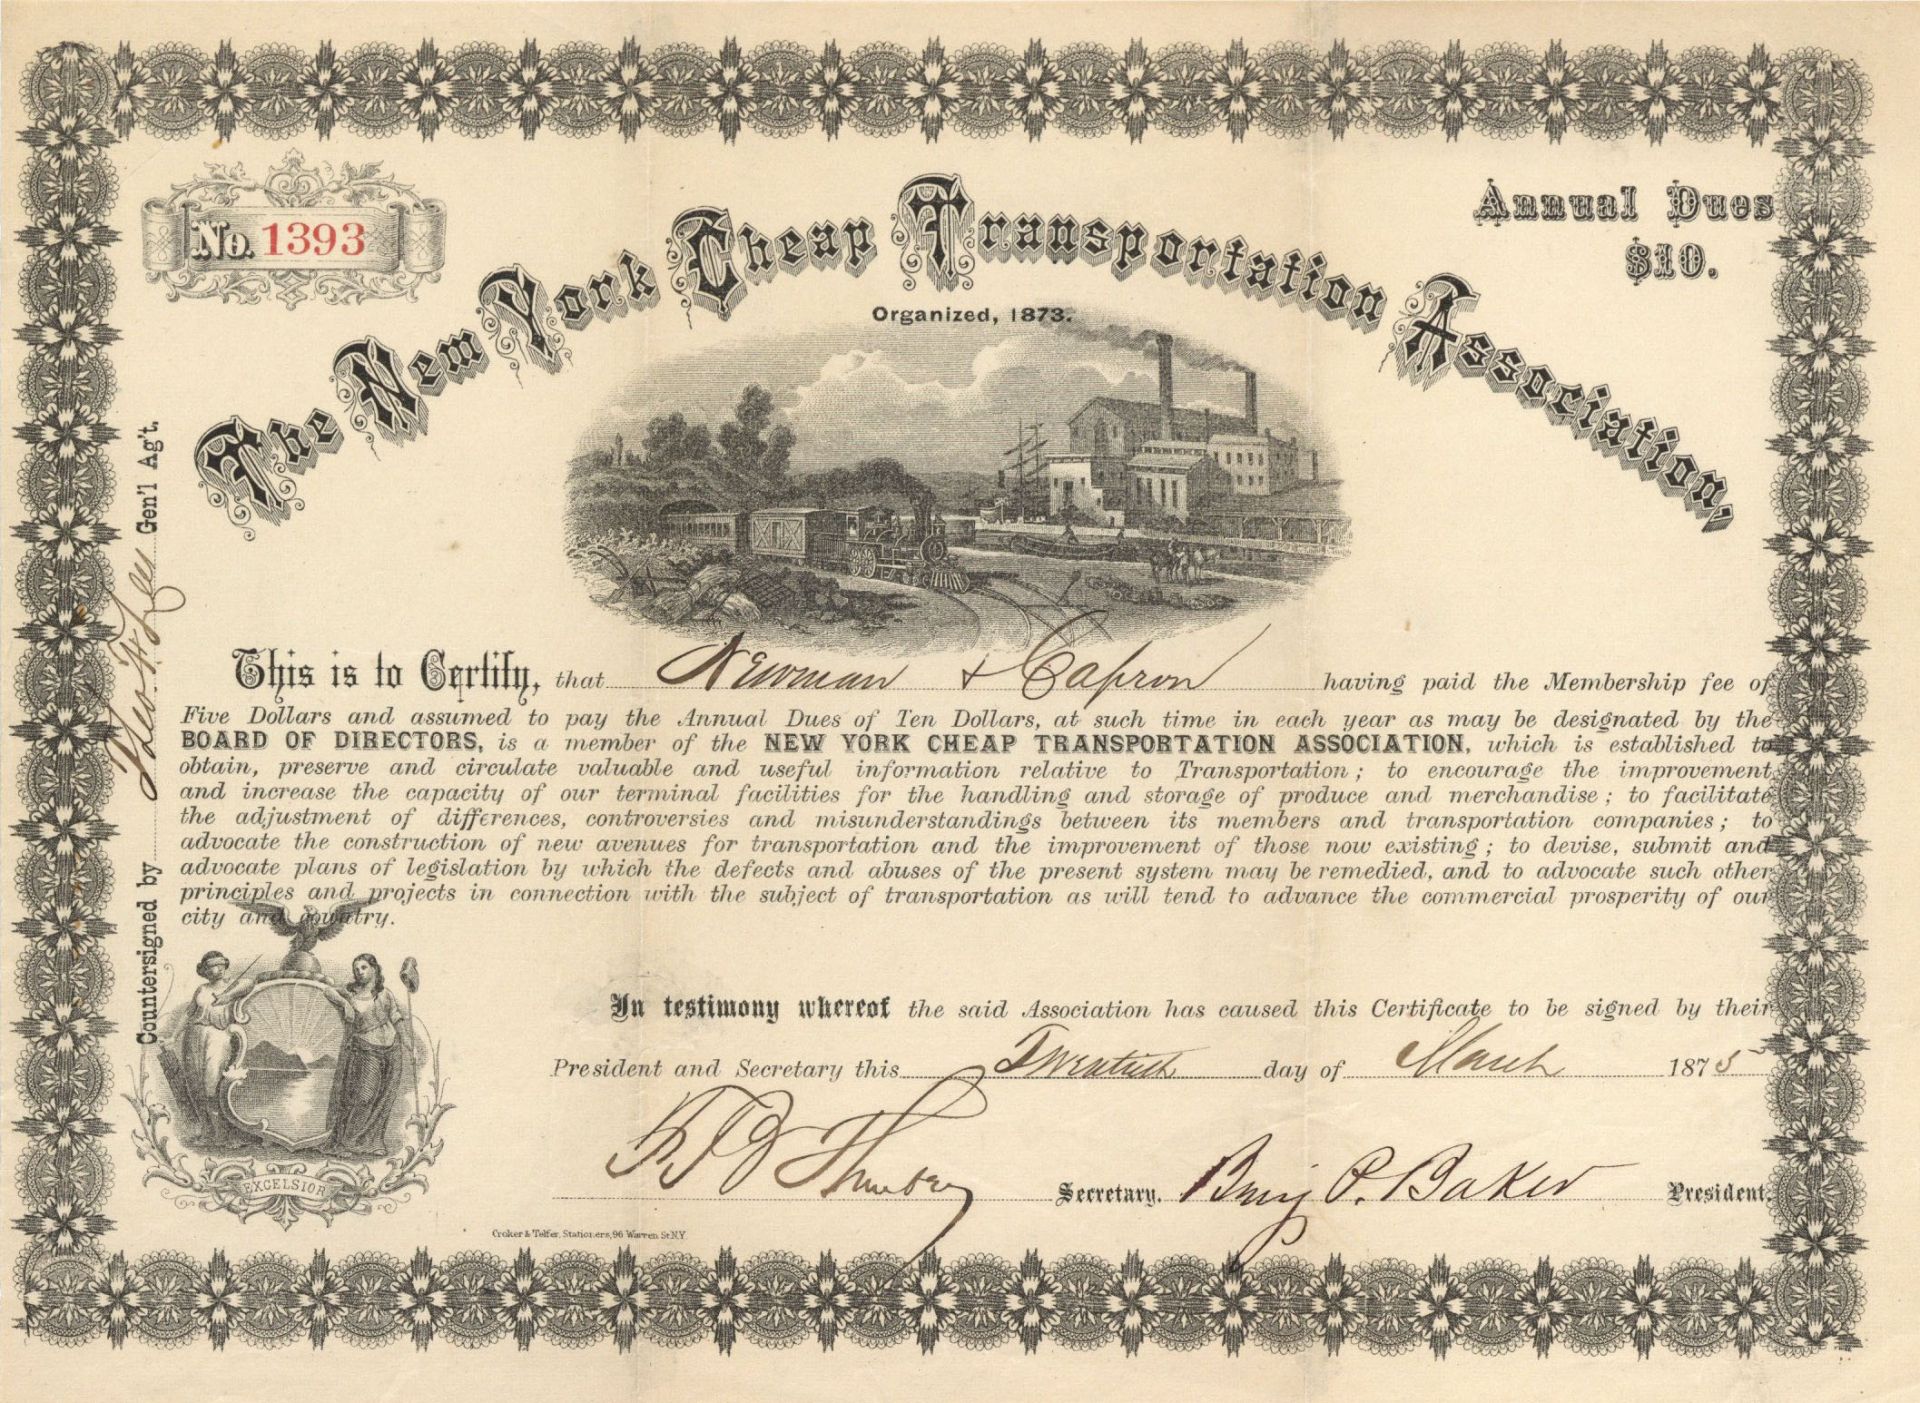 No. 1393
Annual Dues
$10.
The New York Cheap Transportation Association,
Organized, 1873.
This is to Certify, that Newman & Capron having paid the Membership fee of
Five Dollars and assumed to pay the Annual Dues of Ten Dollars, at such time in each year as may be designated by the
BOARD OF DIRECTORS, is a member of the NEW YORK CHEAP TRANSPORTATION ASSOCIATION, which is established to
obtain, preserve and circulate valuable and useful information relative to Transportation; to encourage the improvement
and increase the capacity of our terminal facilities for the handling and storage of produce and merchandise; to facilitate
the adjustment of differences, controversies and misunderstandings between its members and transportation companies; to
advocate the construction of new avenues for transportation and the improvement of those now existing; to devise, submit and
advocate plans of legislation by which the defects and abuses of the present system may be remedied, and to advocate such other
principles and projects in connection with the subject of transportation as will tend to advance the commercial prosperity of our
city and country.
Countersigned by Theo. F. Lees Gen'l Ag't.
In testimony whereof the said Association has caused this Certificate to be signed by their
President and Secretary this Twentieth day of March 1875
F. B. Thurber Secretary. Benj P. Baker President.
EXCELSIOR
Croker & Telfer, Stationers, 96 Warren St N.Y.